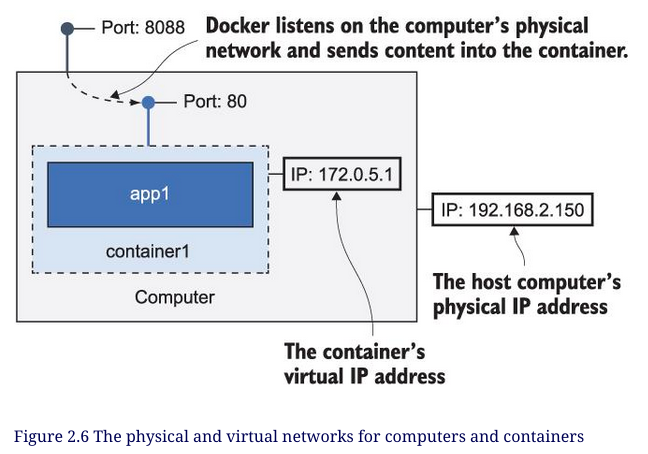 Port: 8088
Docker listens on the computer’s physical
network and sends content into the container.
Port: 80
IP: 172.0.5.1
app1
IP: 192.168.2.150
container1
The host computer’s
physical IP address
Computer
The container’s
virtual IP address
Figure 2.6 The physical and virtual networks for computers and containers